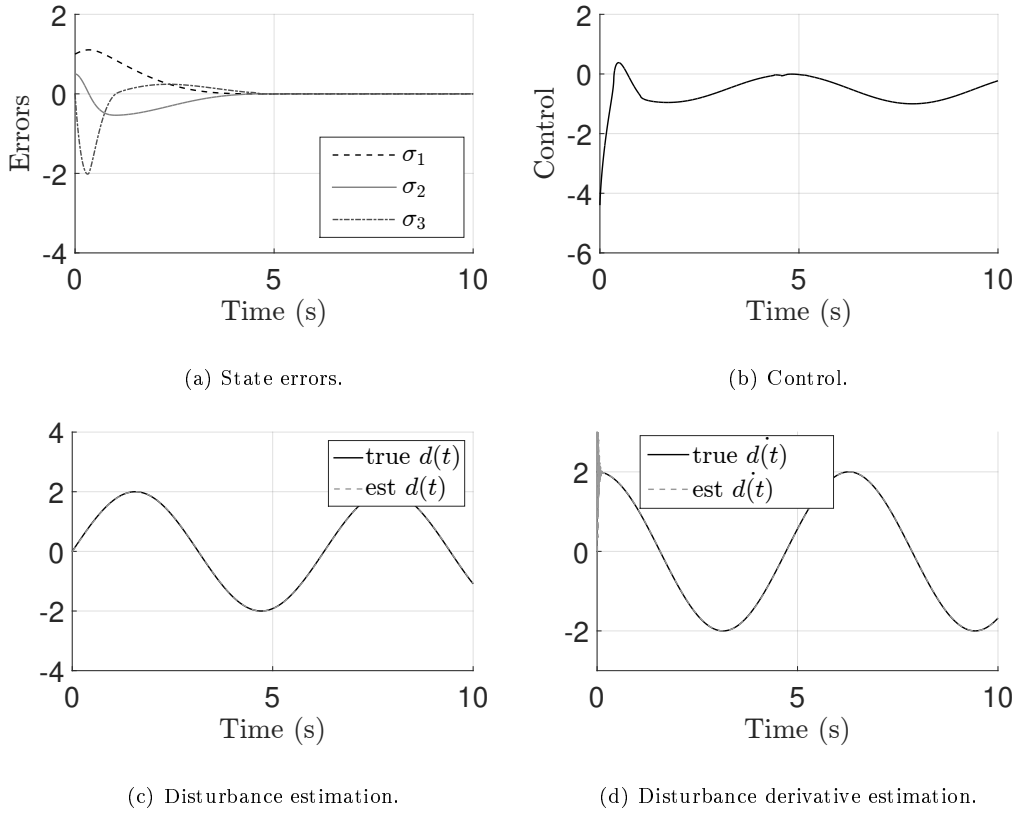 2
0
-2
-4
Errors
σ1
σ2
σ3
0
5
10
Time (s)
(a) State errors.
2
0
-2
-4
-6
Control
0
5
10
Time (s)
(b) Control.
4
2
0
-2
-4
true d(t)
est d(t)
0
5
10
Time (s)
(c) Disturbance estimation.
2
0
-2
true ḋ(t)
est ḋ(t)
0
5
10
Time (s)
(d) Disturbance derivative estimation.